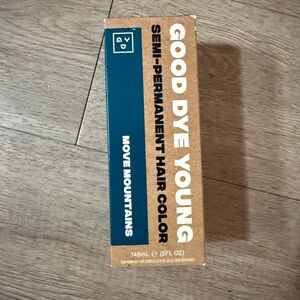 GOOD DYE YOUNG
SEMI-PERMANENT HAIR COLOR
MOVE MOUNTAINS
148mL ℮ (5FL OZ)